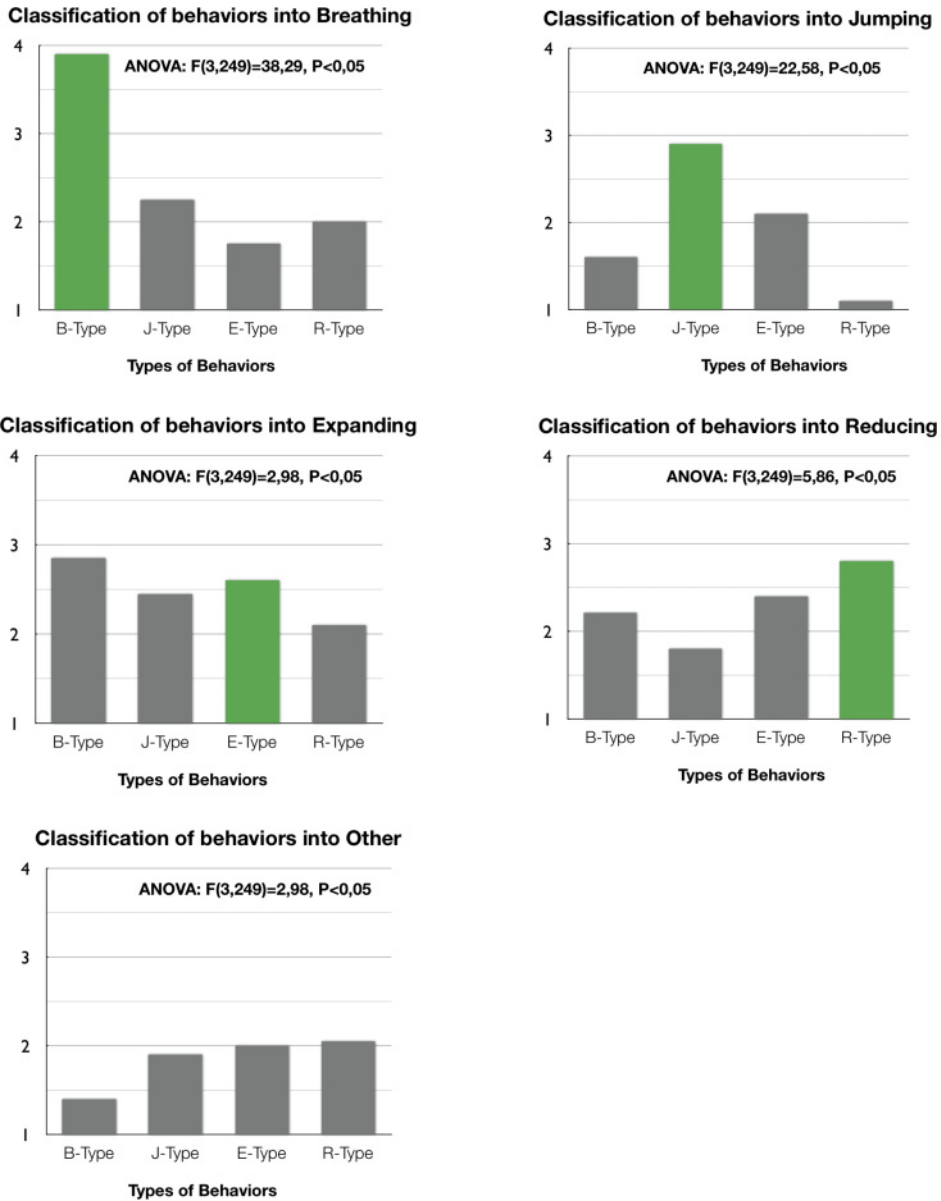 Classification of behaviors into Breathing
4
ANOVA: F(3,249)=38,29, P<0,05
3
2
1
B-Type J-Type E-Type R-Type
Types of Behaviors
Classification of behaviors into Jumping
4
ANOVA: F(3,249)=22,58, P<0,05
3
2
1
B-Type J-Type E-Type R-Type
Types of Behaviors
Classification of behaviors into Expanding
4
ANOVA: F(3,249)=2,98, P<0,05
3
2
1
B-Type J-Type E-Type R-Type
Types of Behaviors
Classification of behaviors into Reducing
4
ANOVA: F(3,249)=5,86, P<0,05
3
2
1
B-Type J-Type E-Type R-Type
Types of Behaviors
Classification of behaviors into Other
4
ANOVA: F(3,249)=2,98, P<0,05
3
2
1
B-Type J-Type E-Type R-Type
Types of Behaviors